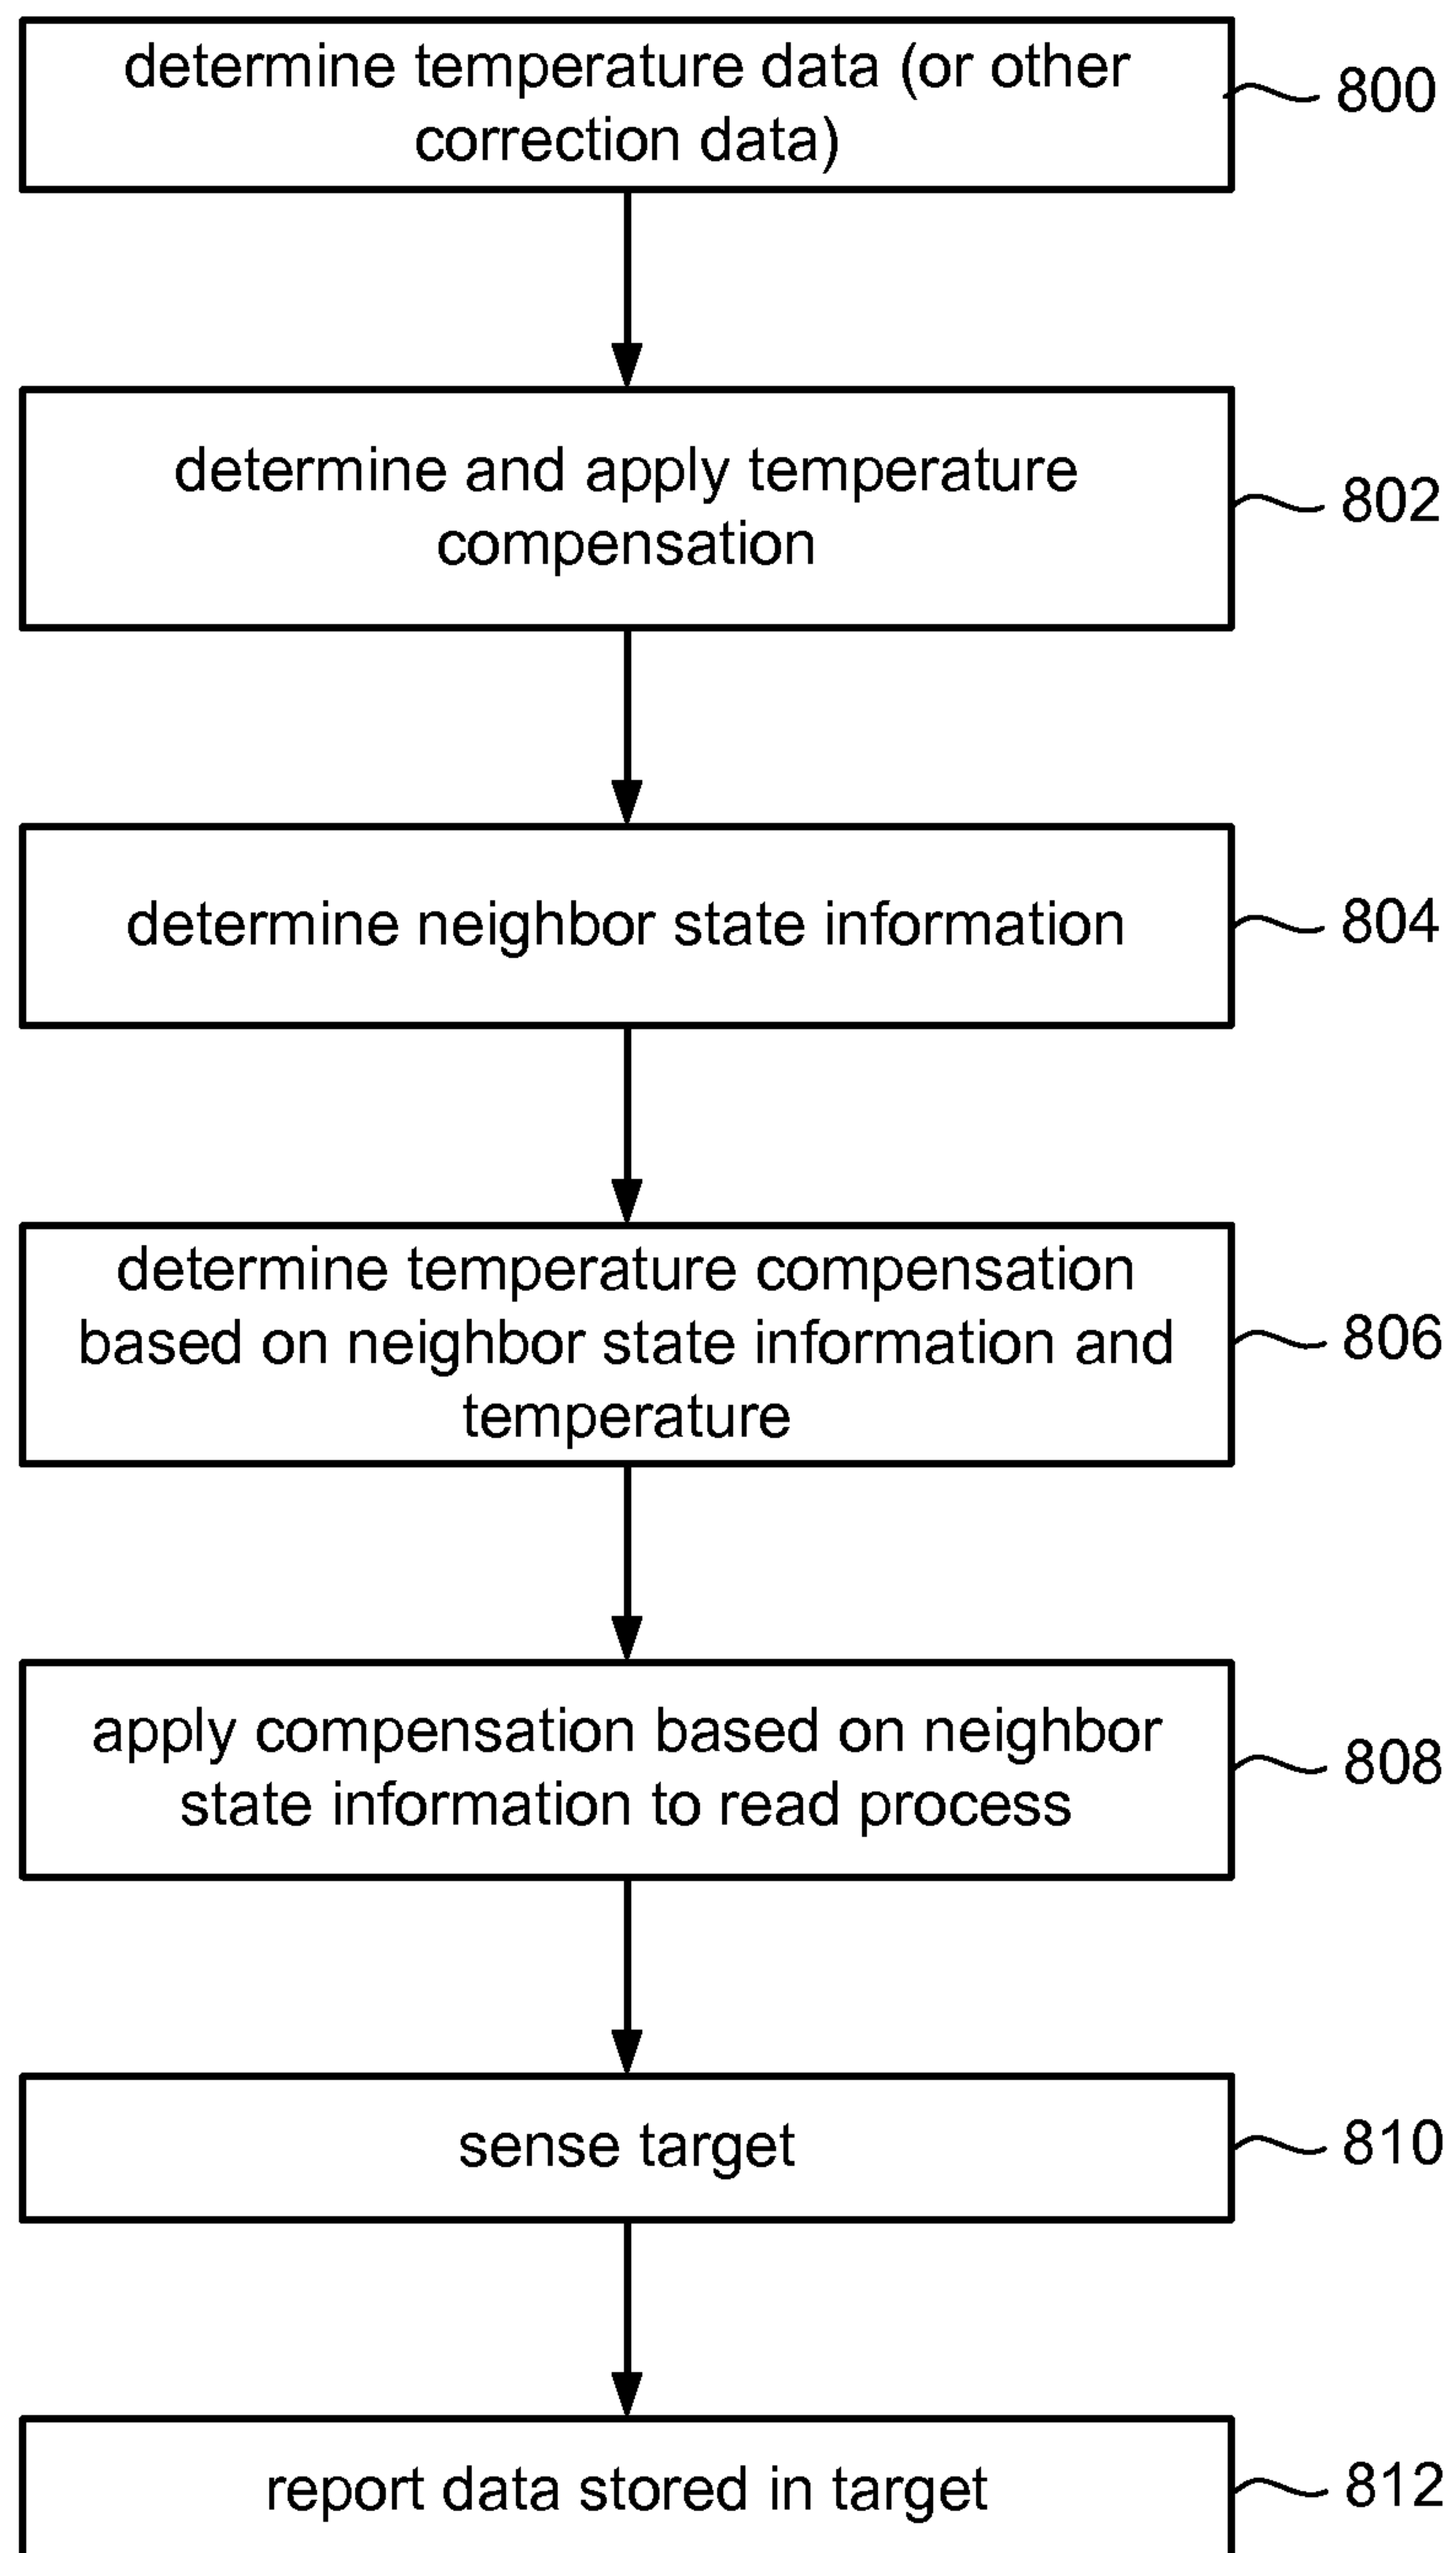 determine temperature data (or other
correction data)
800
determine and apply temperature
compensation
802
determine neighbor state information
804
determine temperature compensation
based on neighbor state information and
temperature
806
apply compensation based on neighbor
state information to read process
808
sense target
810
report data stored in target
812